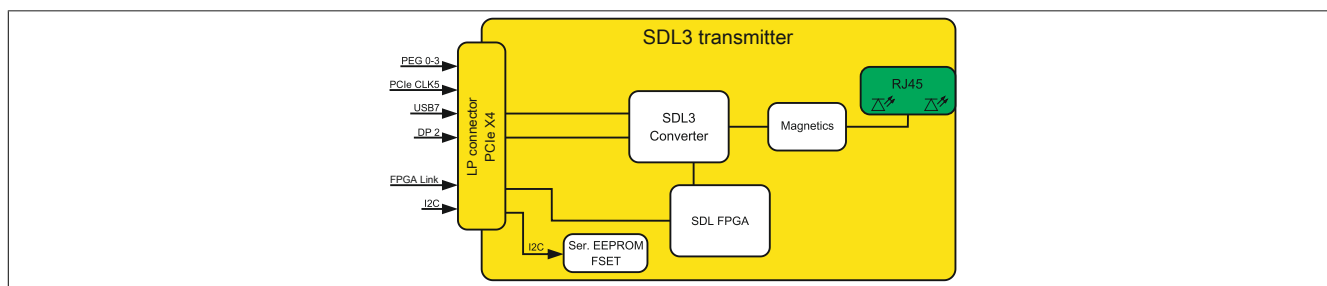 SDL3 transmitter
PEG 0-3
PCIe CLK5
USB7
DP 2
FPGA Link
I2C
LP connector
PCIe X4
SDL3
Converter
Magnetics
RJ45
SDL FPGA
I2C
Ser. EEPROM
FSET